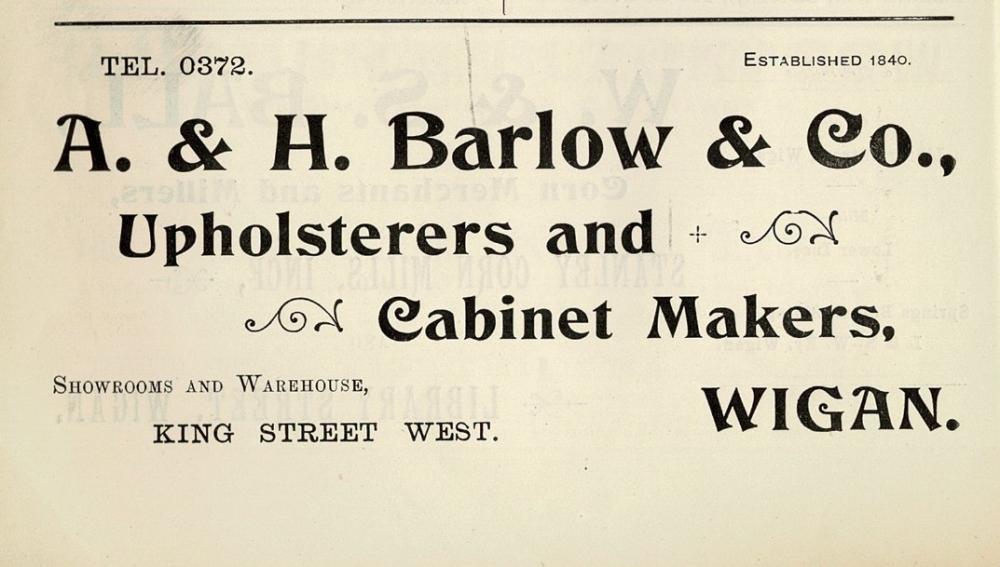 TEL. 0372.
ESTABLISHED 1840.
A. & H. Barlow & Co.,
Upholsterers and
Cabinet Makers,
SHOWROOMS AND WAREHOUSE,
KING STREET WEST.
WIGAN.